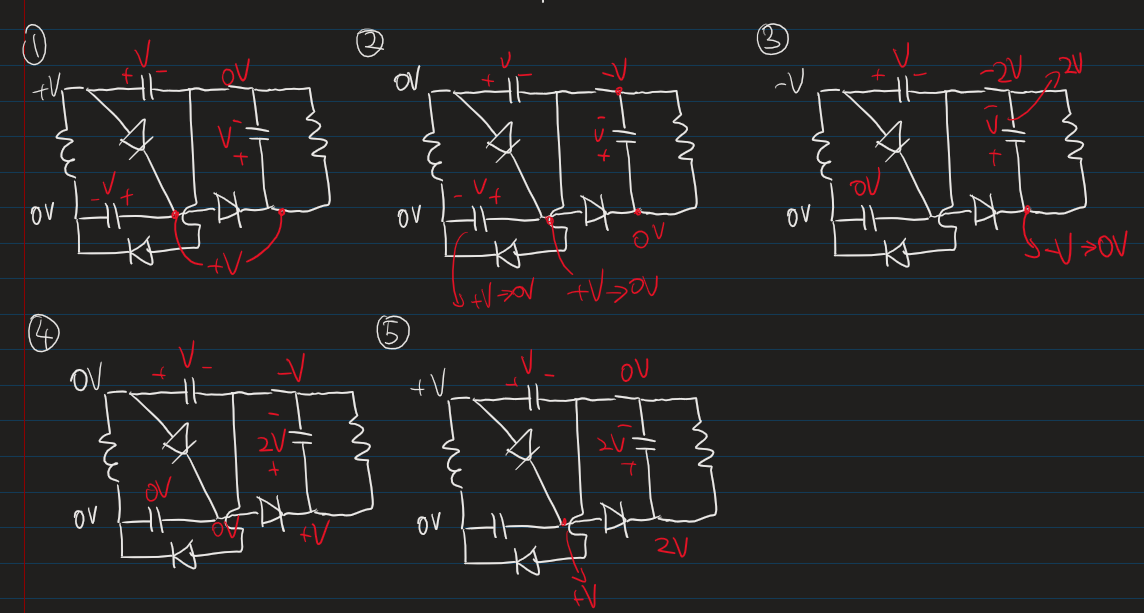 ① ② ③
V V V
+ - + - + -
+V 0V 0V -V -V -2V 2V
V - - V -
+ + +
- V + - V + 0V
0V 0V 0V
+V 0V
+V→0V +V→0V -V→0V
④ ⑤
V V
+ - + -
0V -V +V 0V
- -
2V 2V
+ +
0V
0V 0V +V 0V
2V
+V